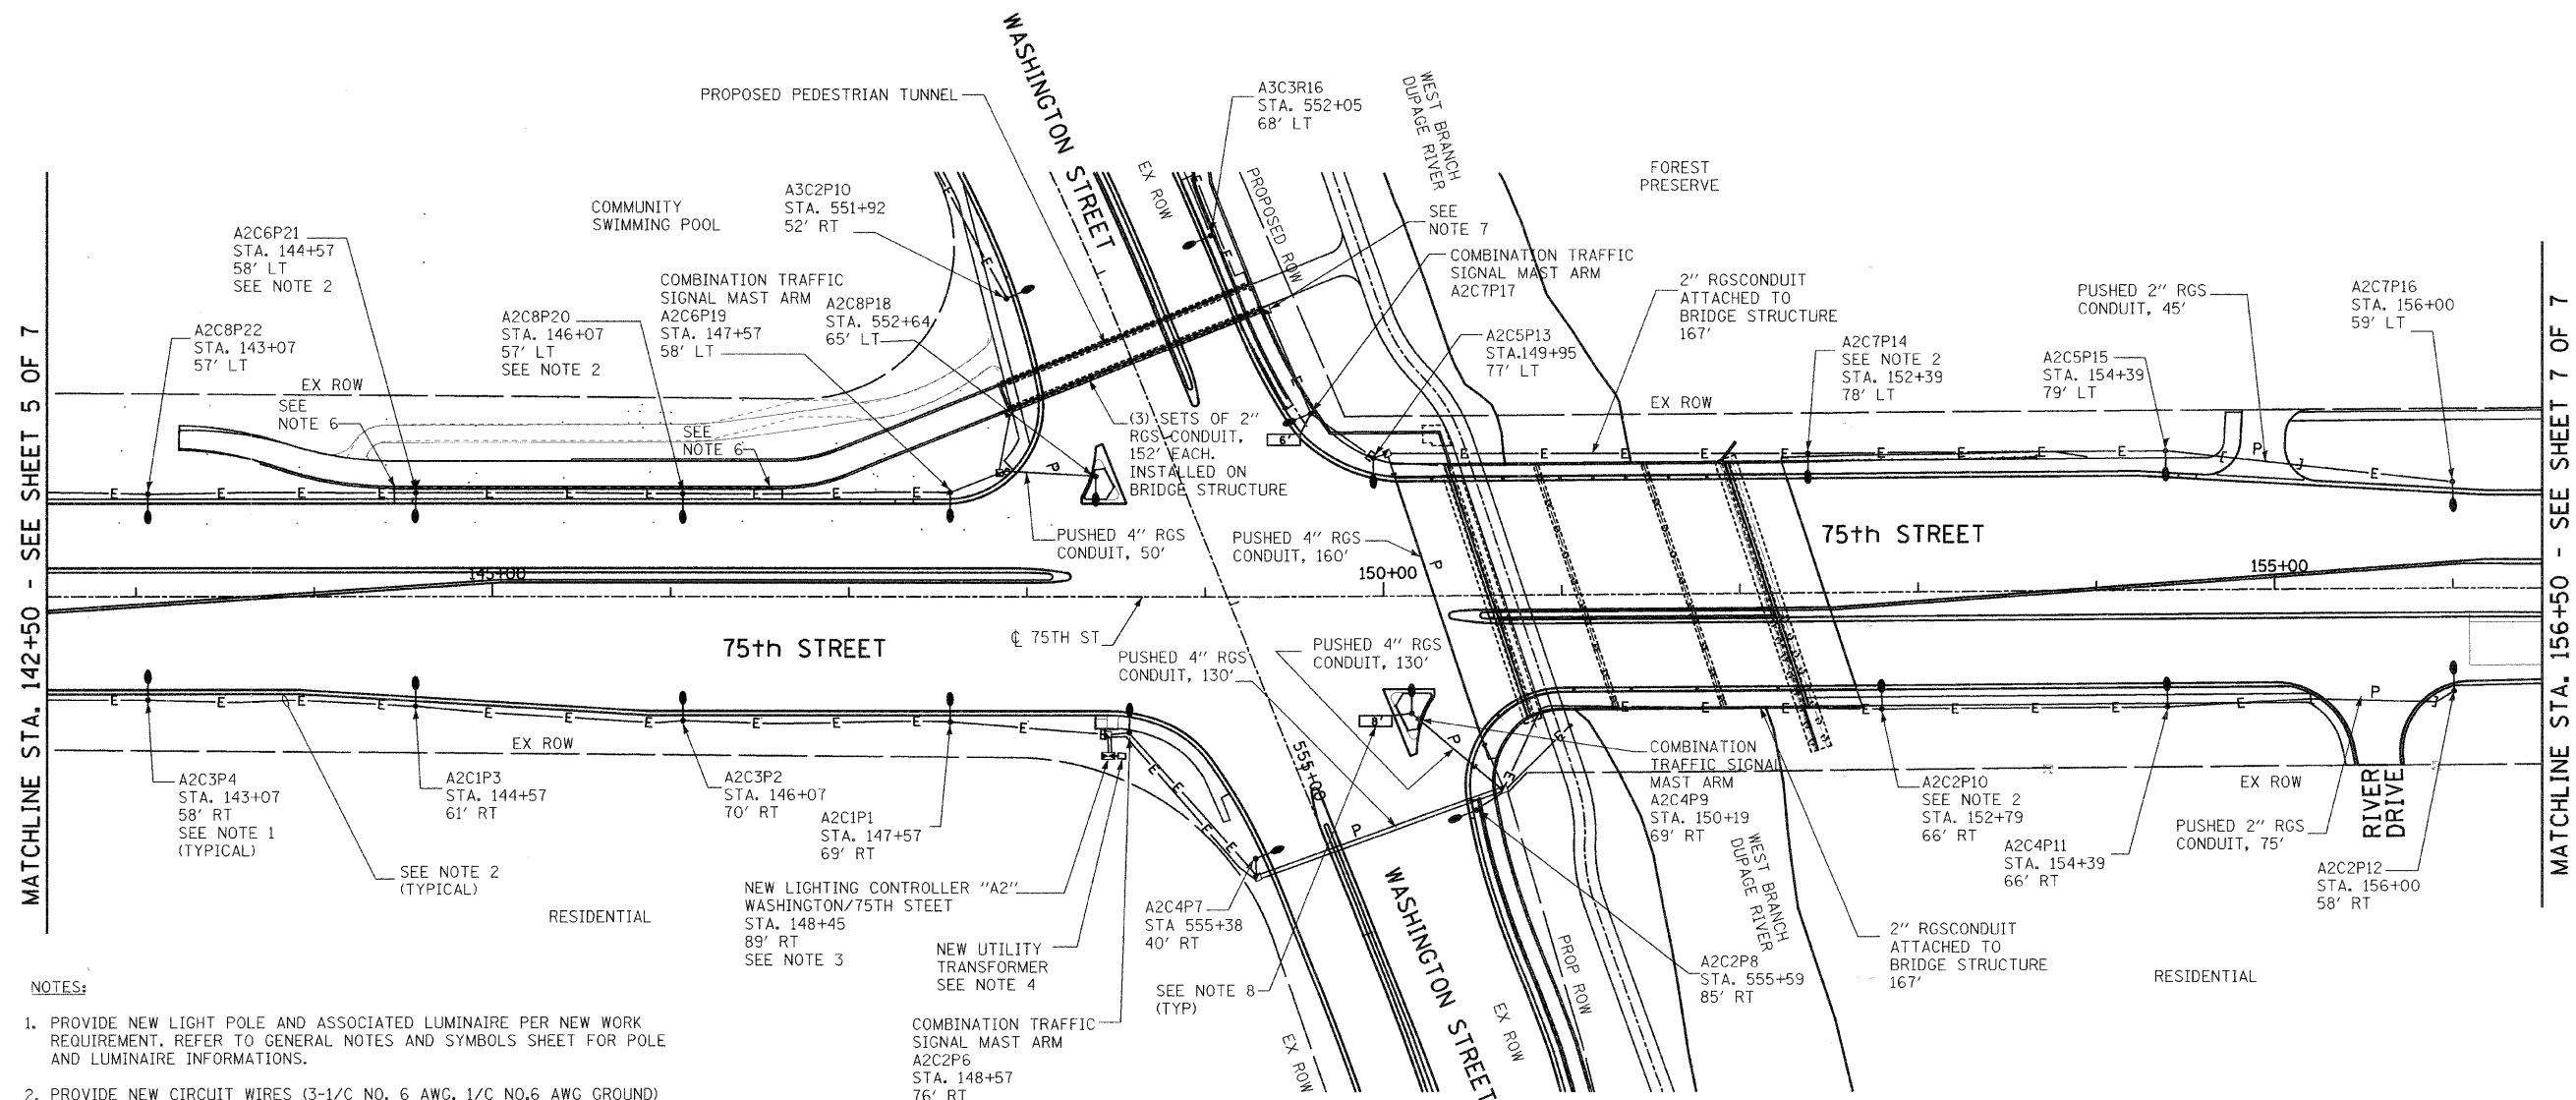 WASHINGTON STREET
PROPOSED PEDESTRIAN TUNNEL
A3C3R16
STA. 552+05
68' LT
WEST BRANCH
DUPAGE RIVER
FOREST
PRESERVE
EX ROW
PROPOSED ROW
A3C2P10
STA. 551+92
52' RT
COMMUNITY
SWIMMING POOL
SEE
NOTE 7
A2C6P21
STA. 144+57
58' LT
SEE NOTE 2
COMBINATION TRAFFIC
SIGNAL MAST ARM
A2C7P17
COMBINATION TRAFFIC
SIGNAL MAST ARM
A2C6P19
STA. 147+57
58' LT
A2C8P18
STA. 552+64
65' LT
2" RGSCONDUIT
ATTACHED TO
BRIDGE STRUCTURE
167'
PUSHED 2" RGS
CONDUIT, 45'
A2C7P16
STA. 156+00
59' LT
A2C8P22
STA. 143+07
57' LT
A2C8P20
STA. 146+07
57' LT
SEE NOTE 2
A2C5P13
STA.149+95
77' LT
A2C7P14
SEE NOTE 2
STA. 152+39
78' LT
A2C5P15
STA. 154+39
79' LT
EX ROW
SEE
NOTE 6
SEE
NOTE 6
EX ROW
(3) SETS OF 2"
RGS CONDUIT,
152' EACH.
INSTALLED ON
BRIDGE STRUCTURE
6'
MATCHLINE STA. 142+50 - SEE SHEET 5 OF 7
MATCHLINE STA. 156+50 - SEE SHEET 7 OF 7
PUSHED 4" RGS
CONDUIT, 50'
PUSHED 4" RGS
CONDUIT, 160'
75th STREET
145+00
150+00
155+00
75th STREET
℄ 75TH ST
PUSHED 4" RGS
CONDUIT, 130'
PUSHED 4" RGS
CONDUIT, 130'
8'
EX ROW
555+00
A2C3P4
STA. 143+07
58' RT
SEE NOTE 1
(TYPICAL)
A2C1P3
STA. 144+57
61' RT
A2C3P2
STA. 146+07
70' RT
A2C1P1
STA. 147+57
69' RT
COMBINATION
TRAFFIC SIGNAL
MAST ARM
A2C4P9
STA. 150+19
69' RT
A2C2P10
SEE NOTE 2
STA. 152+79
66' RT
EX ROW
RIVER
DRIVE
A2C4P11
STA. 154+39
66' RT
PUSHED 2" RGS
CONDUIT, 75'
A2C2P12
STA. 156+00
58' RT
SEE NOTE 2
(TYPICAL)
RESIDENTIAL
NEW LIGHTING CONTROLLER "A2"
WASHINGTON/75TH STEET
STA. 148+45
89' RT
SEE NOTE 3
NEW UTILITY
TRANSFORMER
SEE NOTE 4
A2C4P7
STA 555+38
40' RT
SEE NOTE 8
(TYP)
WASHINGTON STREET
WEST BRANCH
DUPAGE RIVER
PROP ROW
A2C2P8
STA. 555+59
85' RT
2" RGSCONDUIT
ATTACHED TO
BRIDGE STRUCTURE
167'
RESIDENTIAL
EX ROW
EX ROW
COMBINATION TRAFFIC
SIGNAL MAST ARM
A2C2P6
STA. 148+57
76' RT
NOTES:
1. PROVIDE NEW LIGHT POLE AND ASSOCIATED LUMINAIRE PER NEW WORK
REQUIREMENT. REFER TO GENERAL NOTES AND SYMBOLS SHEET FOR POLE
AND LUMINAIRE INFORMATIONS.
2. PROVIDE NEW CIRCUIT WIRES (3-1/C NO. 6 AWG, 1/C NO.6 AWG GROUND)